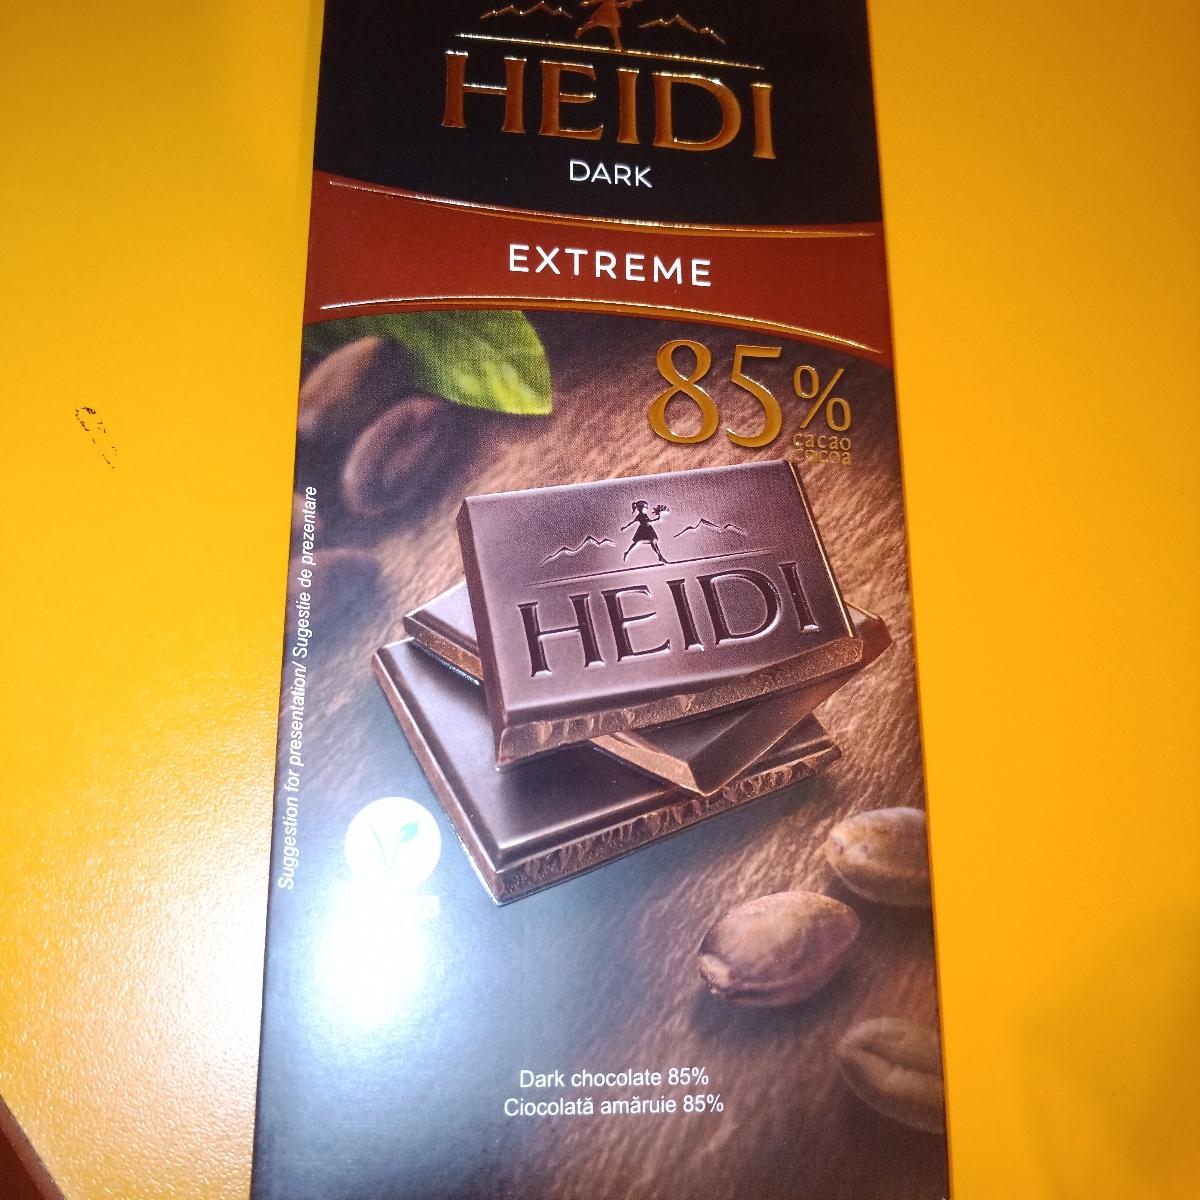 HEIDI
DARK
EXTREME
85%
cacao
cocoa
HEIDI
Suggestion for presentation/ Sugestie de prezentare
Dark chocolate 85%
Ciocolată amăruie 85%